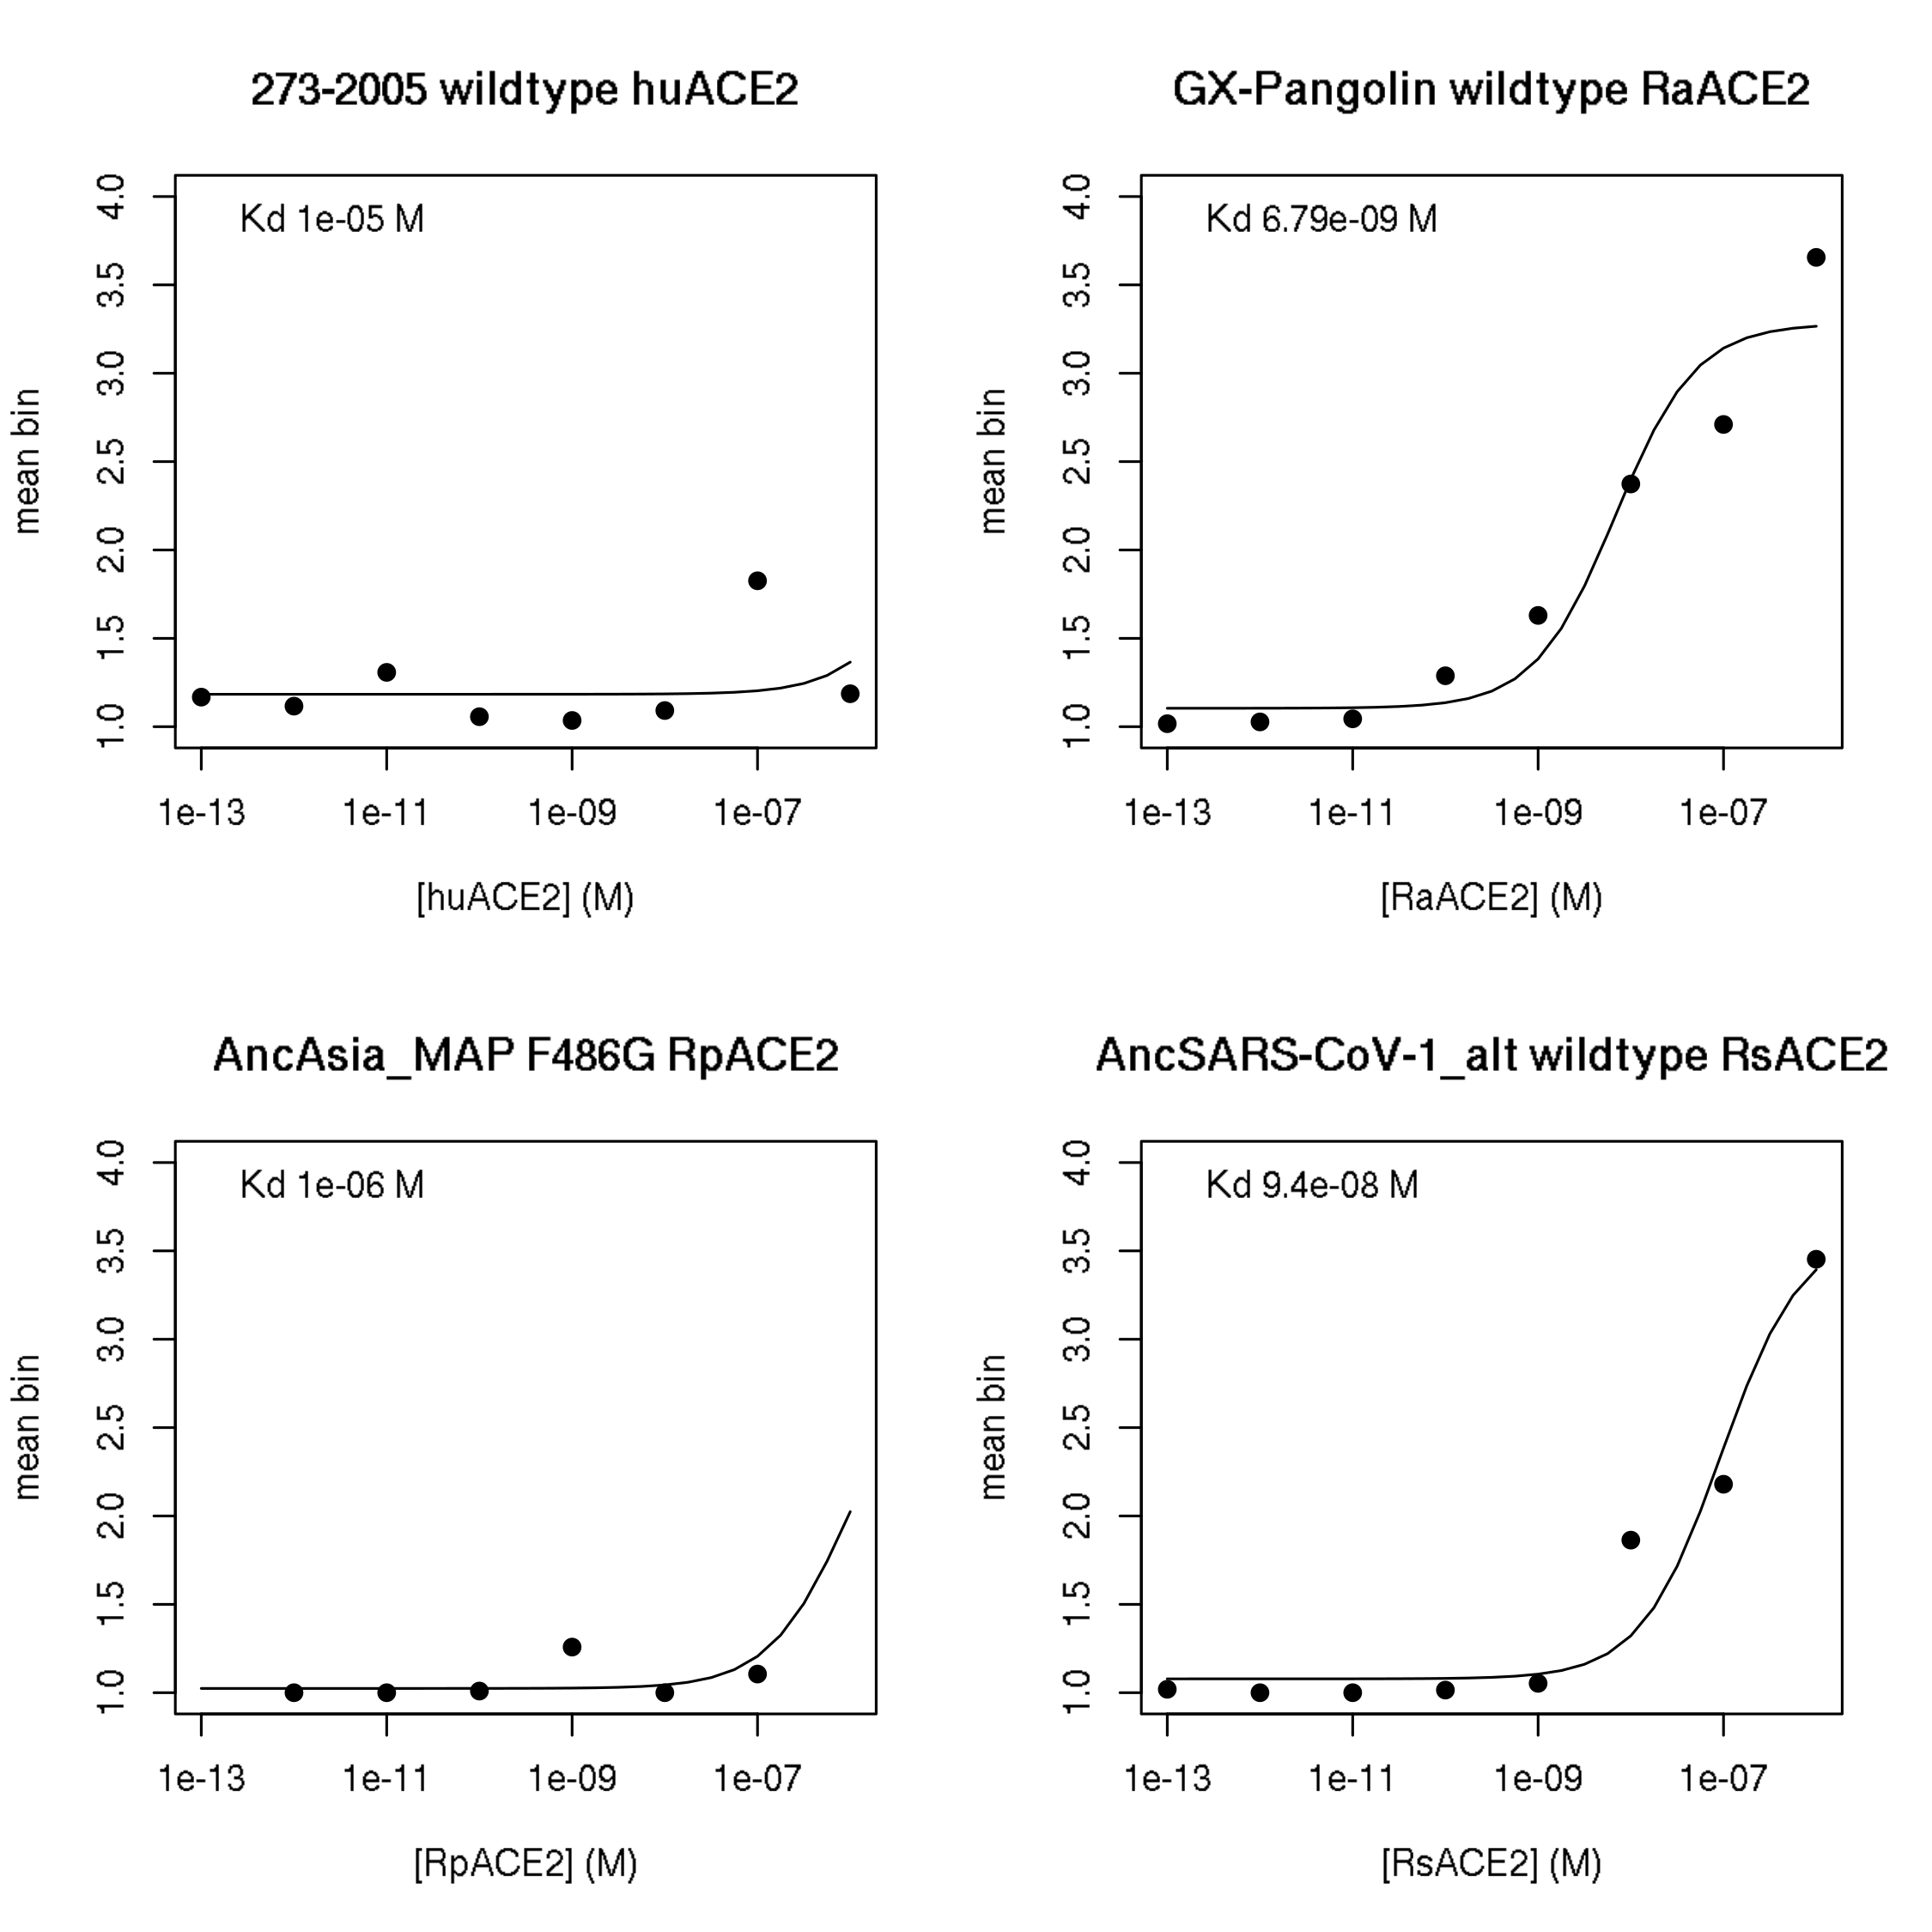 273-2005 wildtype huACE2
Kd 1e-05 M
mean bin
4.0
3.5
3.0
2.5
2.0
1.5
1.0
1e-13 1e-11 1e-09 1e-07
[huACE2] (M)
GX-Pangolin wildtype RaACE2
Kd 6.79e-09 M
mean bin
4.0
3.5
3.0
2.5
2.0
1.5
1.0
1e-13 1e-11 1e-09 1e-07
[RaACE2] (M)
AncAsia_MAP F486G RpACE2
Kd 1e-06 M
mean bin
4.0
3.5
3.0
2.5
2.0
1.5
1.0
1e-13 1e-11 1e-09 1e-07
[RpACE2] (M)
AncSARS-CoV-1_alt wildtype RsACE2
Kd 9.4e-08 M
mean bin
4.0
3.5
3.0
2.5
2.0
1.5
1.0
1e-13 1e-11 1e-09 1e-07
[RsACE2] (M)